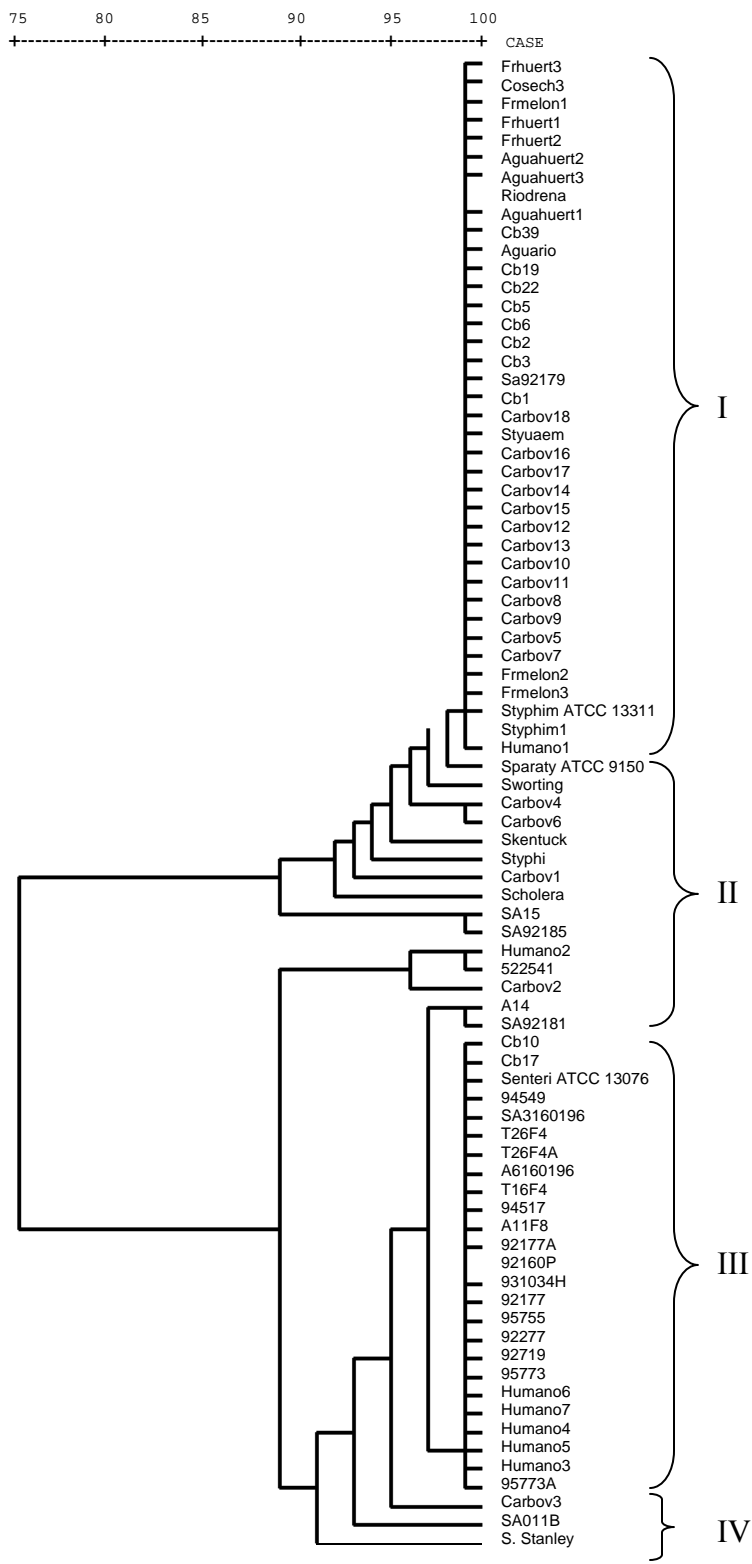 75 80 85 90 95 100
+---------+---------+---------+---------+---------+ CASE
Frhuert3
Cosech3
Frmelon1
Frhuert1
Frhuert2
Aguahuert2
Aguahuert3
Riodrena
Aguahuert1
Cb39
Aguario
Cb19
Cb22
Cb5
Cb6
Cb2
Cb3
Sa92179
Cb1
I
Carbov18
Styuaem
Carbov16
Carbov17
Carbov14
Carbov15
Carbov12
Carbov13
Carbov10
Carbov11
Carbov8
Carbov9
Carbov5
Carbov7
Frmelon2
Frmelon3
Styphim ATCC 13311
Styphim1
Humano1
Sparaty ATCC 9150
Sworting
Carbov4
Carbov6
Skentuck
Styphi
Carbov1
Scholera
II
SA15
SA92185
Humano2
522541
Carbov2
A14
SA92181
Cb10
Cb17
Senteri ATCC 13076
94549
SA3160196
T26F4
T26F4A
A6160196
T16F4
94517
A11F8
92177A
92160P
III
931034H
92177
95755
92277
92719
95773
Humano6
Humano7
Humano4
Humano5
Humano3
95773A
Carbov3
SA011B
IV
S. Stanley